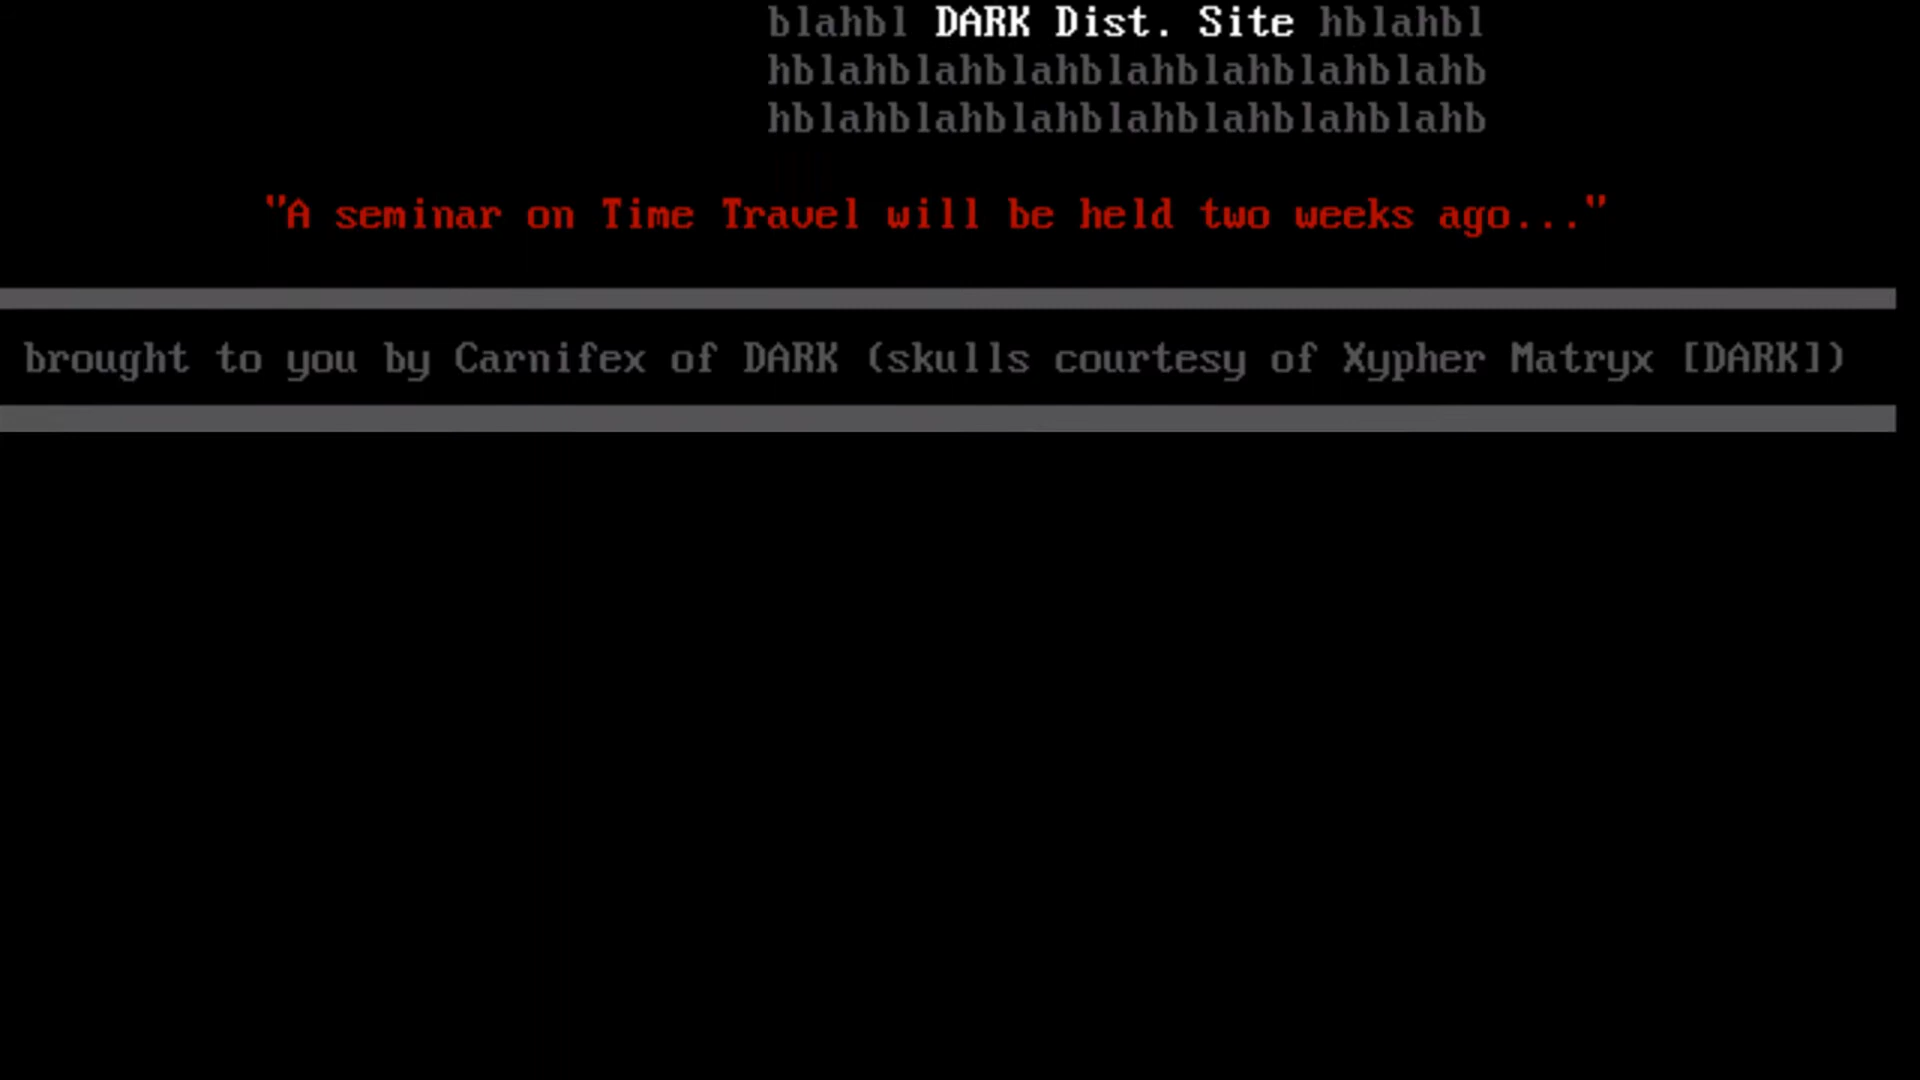 blahbl DARK Dist. Site hblahbl
hblahblahblahblahblahblahblahb
hblahblahblahblahblahblahblahb
"A seminar on Time Travel will be held two weeks ago..."
brought to you by Carnifex of DARK (skulls courtesy of Xypher Matryx [DARK])